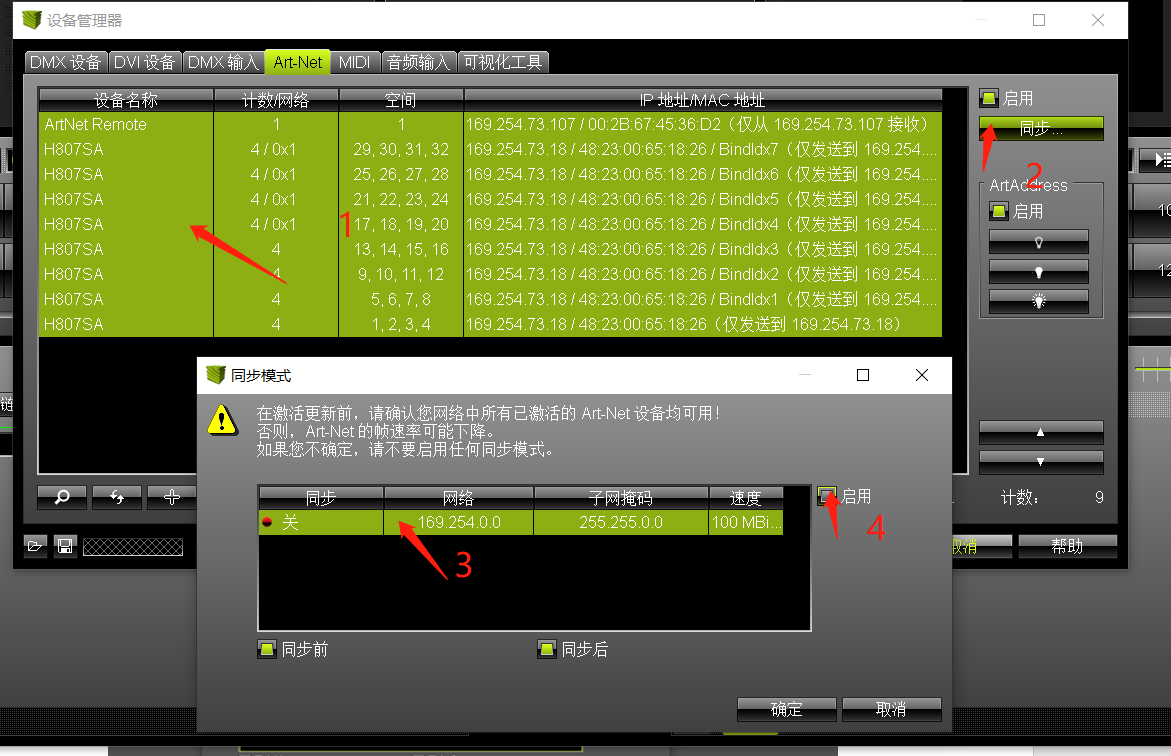 设备管理器
DMX 设备 DVI 设备 DMX 输入 Art-Net MIDI 音频输入 可视化工具
设备名称 计数/网络 空间 IP 地址/MAC 地址
ArtNet Remote 1 1 169.254.73.107 / 00:2B:67:45:36:D2（仅从 169.254.73.107 接收）
H807SA 4 / 0x1 29, 30, 31, 32 169.254.73.18 / 48:23:00:65:18:26 / BindIdx7（仅发送到 169.254....
H807SA 4 / 0x1 25, 26, 27, 28 169.254.73.18 / 48:23:00:65:18:26 / BindIdx6（仅发送到 169.254....
H807SA 4 / 0x1 21, 22, 23, 24 169.254.73.18 / 48:23:00:65:18:26 / BindIdx5（仅发送到 169.254....
H807SA 4 / 0x1 17, 18, 19, 20 169.254.73.18 / 48:23:00:65:18:26 / BindIdx4（仅发送到 169.254....
H807SA 4 13, 14, 15, 16 169.254.73.18 / 48:23:00:65:18:26 / BindIdx3（仅发送到 169.254....
H807SA 4 9, 10, 11, 12 169.254.73.18 / 48:23:00:65:18:26 / BindIdx2（仅发送到 169.254....
H807SA 4 5, 6, 7, 8 169.254.73.18 / 48:23:00:65:18:26 / BindIdx1（仅发送到 169.254....
H807SA 4 1, 2, 3, 4 169.254.73.18 / 48:23:00:65:18:26（仅发送到 169.254.73.18）
1
启用
同步...
2
ArtAddress
启用
计数： 9
取消 帮助
同步模式
在激活更新前，请确认您网络中所有已激活的 Art-Net 设备均可用！
否则，Art-Net 的帧速率可能下降。
如果您不确定，请不要启用任何同步模式。
同步 网络 子网掩码 速度
关 169.254.0.0 255.255.0.0 100 MBi...
启用
3
4
同步前 同步后
确定 取消
链
10
12